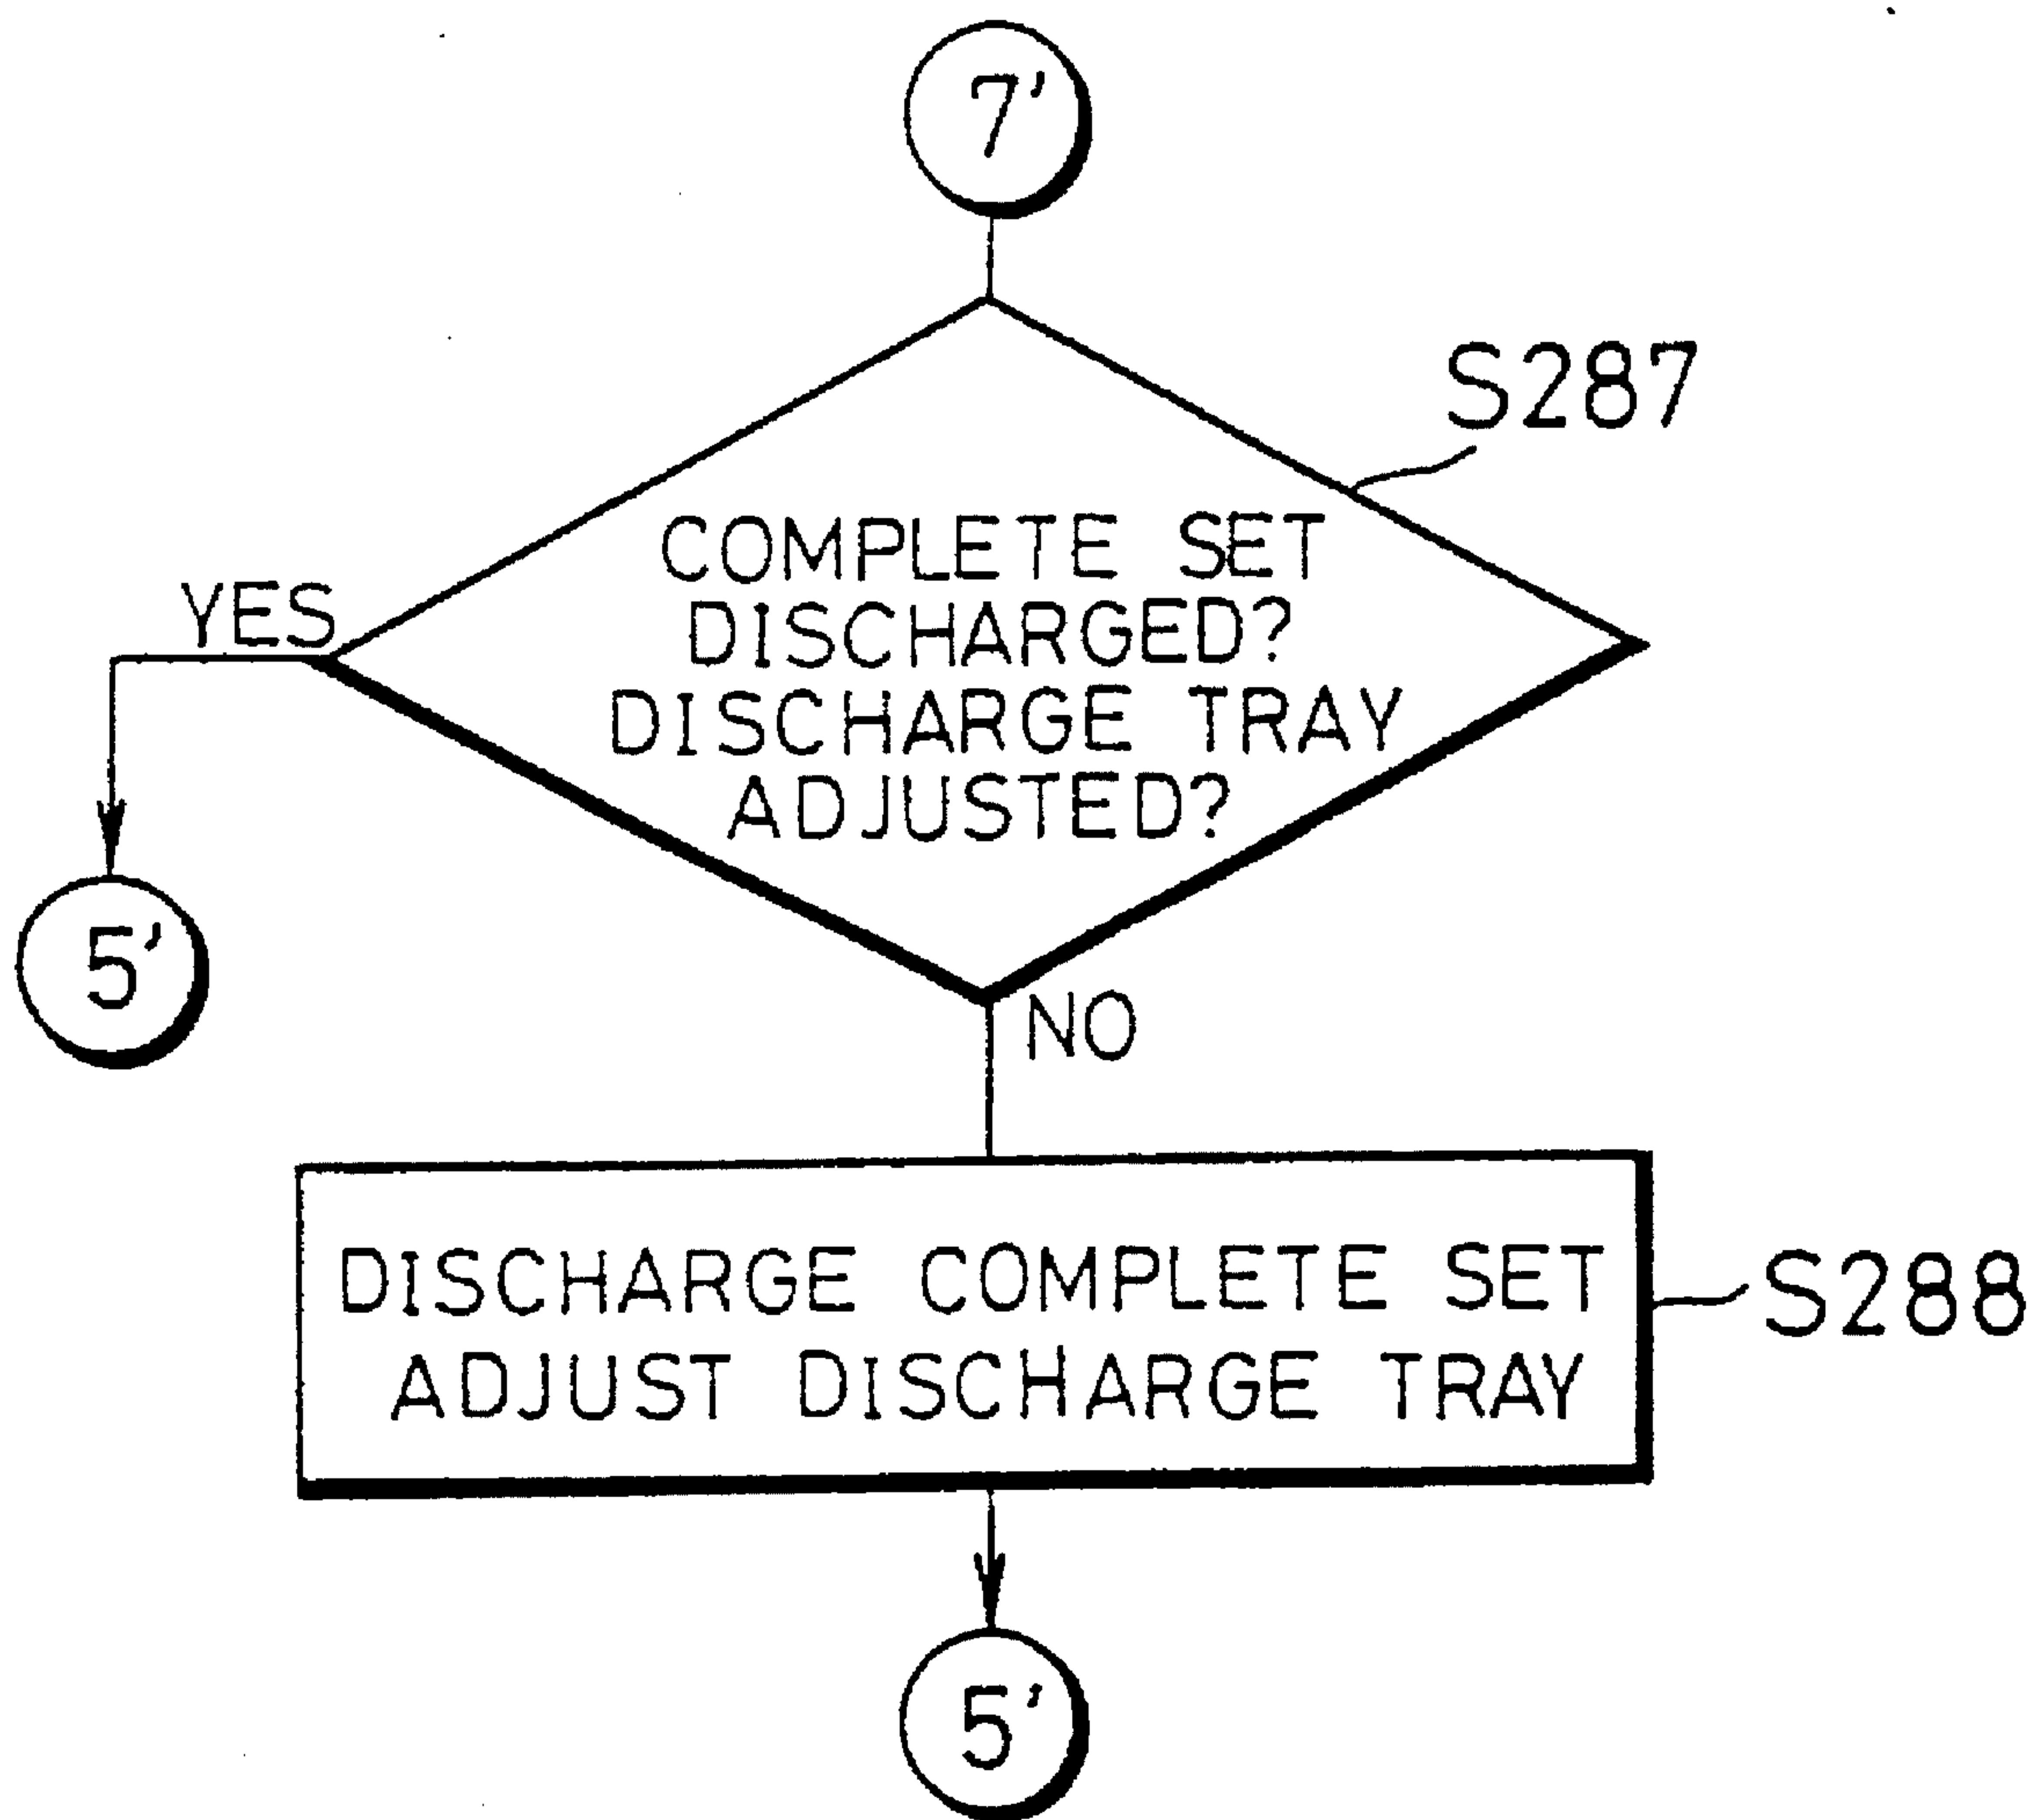 7'
S287
COMPLETE SET
DISCHARGED?
DISCHARGE TRAY
ADJUSTED?
YES
5'
NO
DISCHARGE COMPLETE SET
ADJUST DISCHARGE TRAY
S288
5'